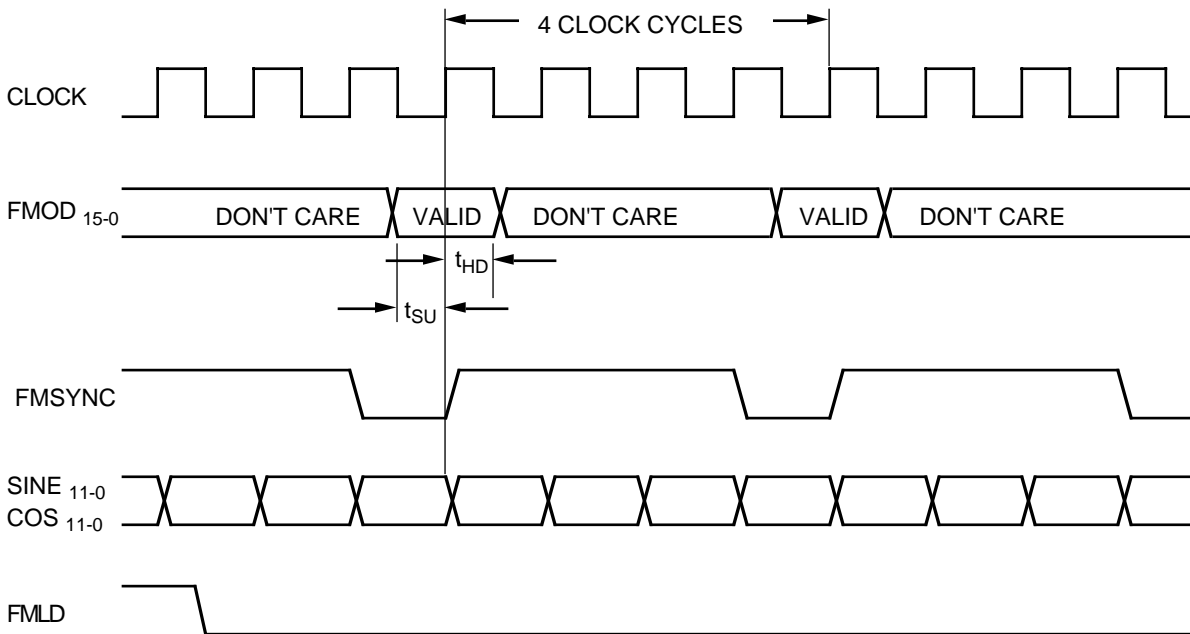 4 CLOCK CYCLES
CLOCK
FMOD 15-0
DON'T CARE VALID DON'T CARE VALID DON'T CARE
tHD
tSU
FMSYNC
SINE 11-0
COS 11-0
FMLD